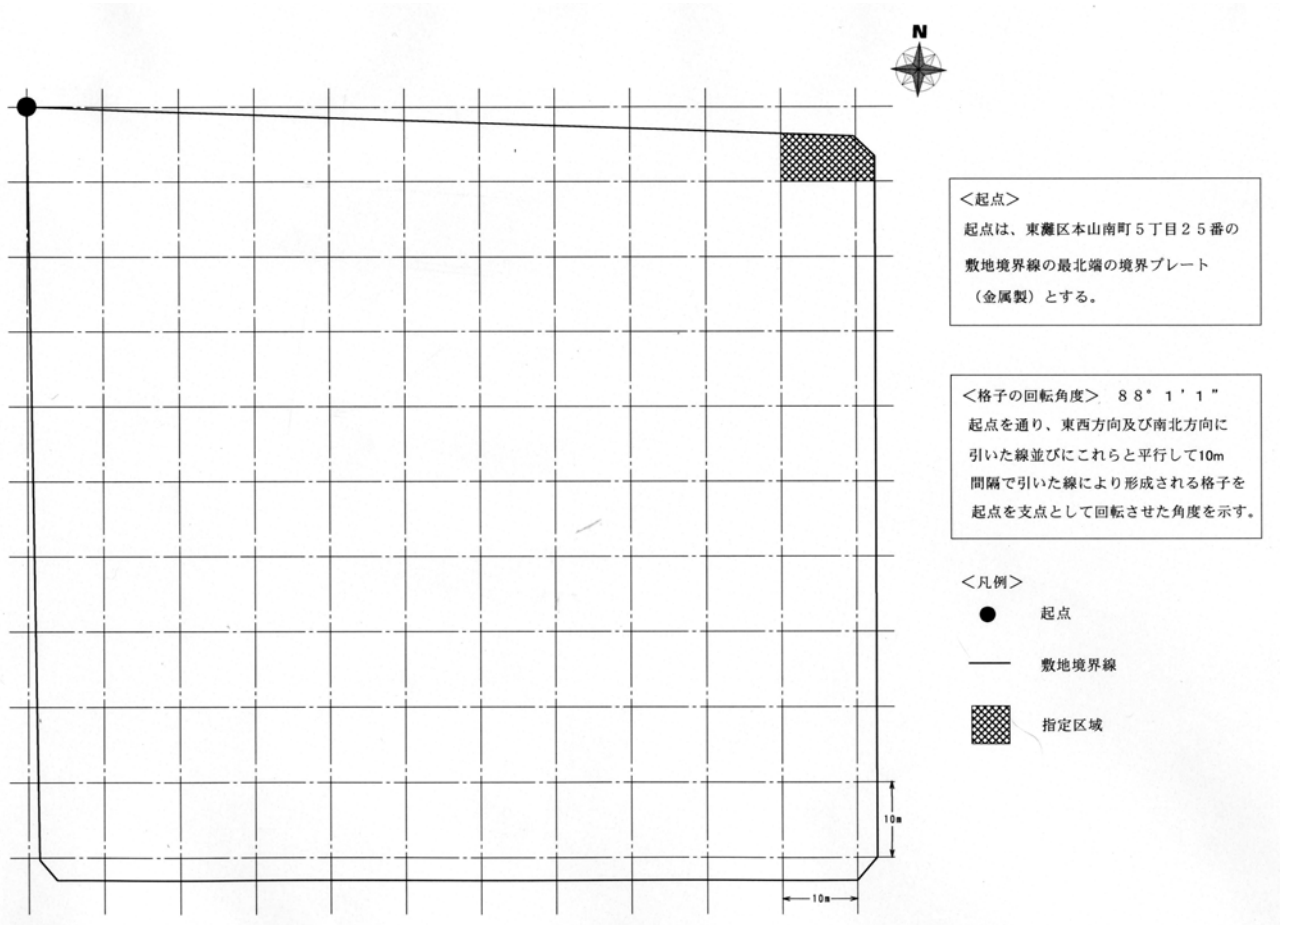 N
＜起点＞
起点は、東灘区本山南町５丁目２５番の
敷地境界線の最北端の境界プレート
（金属製）とする。
＜格子の回転角度＞　８８°１’１”
起点を通り、東西方向及び南北方向に
引いた線並びにこれらと平行して10m
間隔で引いた線により形成される格子を
起点を支点として回転させた角度を示す。
＜凡例＞
起点
敷地境界線
指定区域
10m
10m